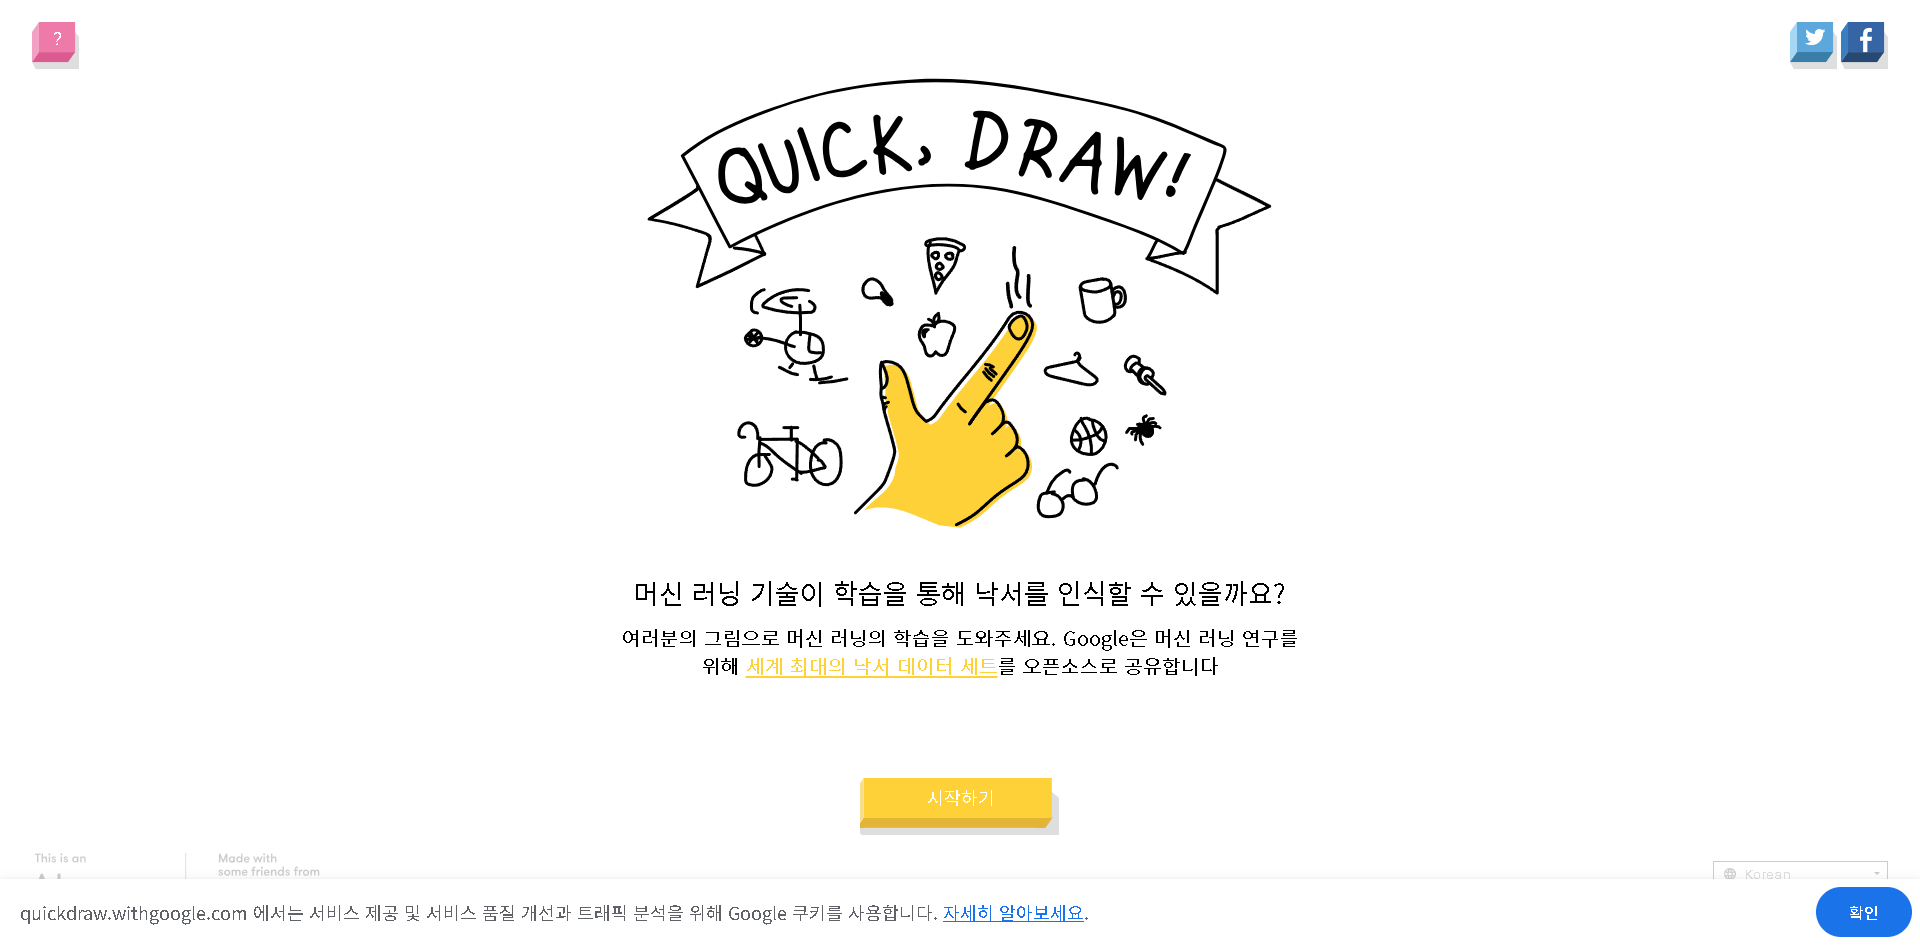 ?
QUICK, DRAW!
머신 러닝 기술이 학습을 통해 낙서를 인식할 수 있을까요?
여러분의 그림으로 머신 러닝의 학습을 도와주세요. Google은 머신 러닝 연구를
위해 세계 최대의 낙서 데이터 세트를 오픈소스로 공유합니다
시작하기
This is an
Made with
some friends from
Korean
quickdraw.withgoogle.com 에서는 서비스 제공 및 서비스 품질 개선과 트래픽 분석을 위해 Google 쿠키를 사용합니다. 자세히 알아보세요.
확인